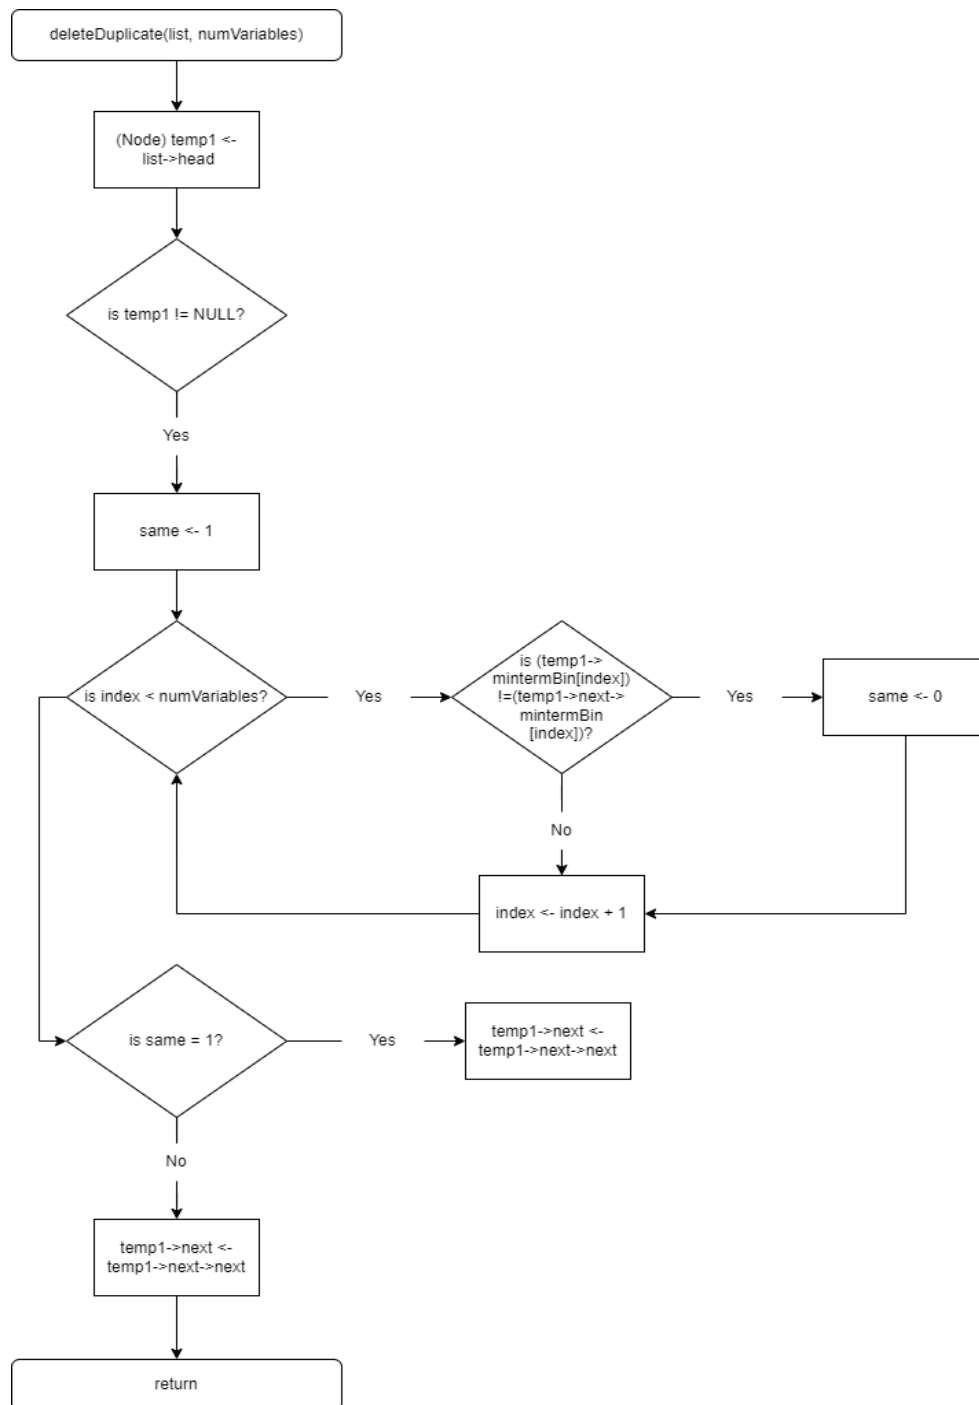 deleteDuplicate(list, numVariables)
(Node) temp1 <-
list->head
is temp1 != NULL?
Yes
same <- 1
is index < numVariables?
Yes
is (temp1->
mintermBin[index])
!=(temp1->next->
mintermBin
[index])?
Yes
same <- 0
No
index <- index + 1
is same = 1?
Yes
temp1->next <-
temp1->next->next
No
temp1->next <-
temp1->next->next
return